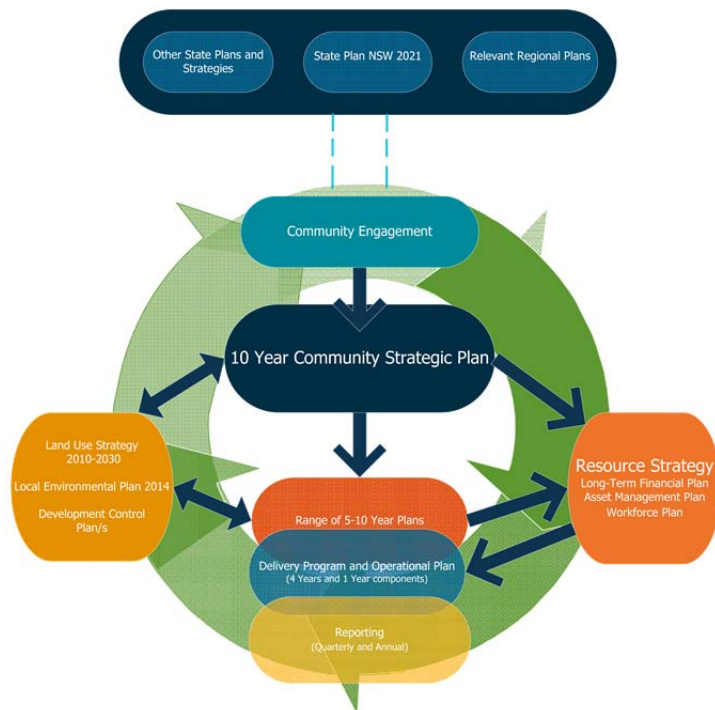 Other State Plans and
Strategies
State Plan NSW 2021
Relevant Regional Plans
Community Engagement
10 Year Community Strategic Plan
Land Use Strategy
2010-2030
Local Environmental Plan 2014
Development Control
Plan/s
Resource Strategy
Long-Term Financial Plan
Asset Management Plan
Workforce Plan
Range of 5-10 Year Plans
Delivery Program and Operational Plan
(4 Years and 1 Year components)
Reporting
(Quarterly and Annual)